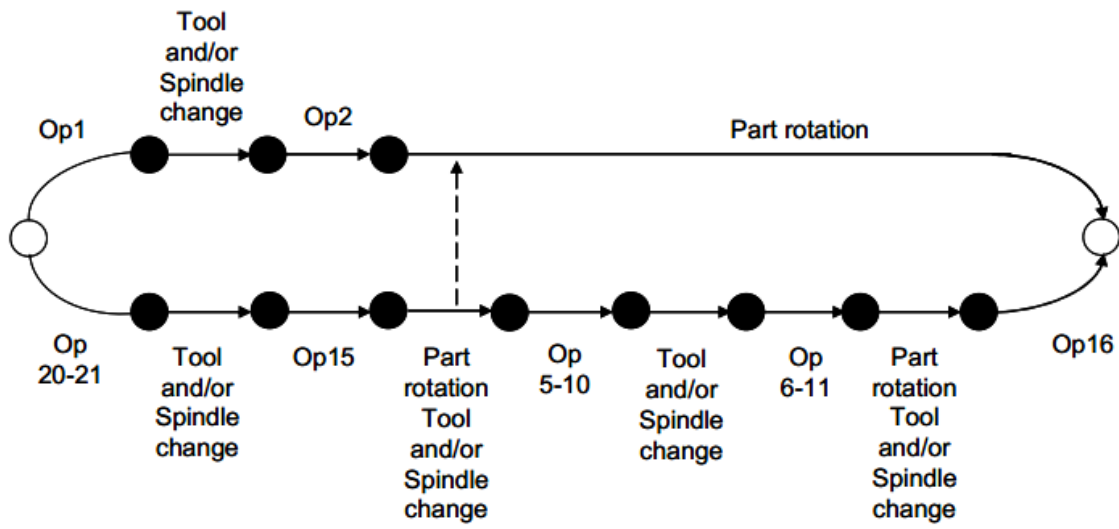 Tool
and/or
Spindle
change
Op1
Op2
Part rotation
Op
20-21
Tool
and/or
Spindle
change
Op15
Part
rotation
Tool
and/or
Spindle
change
Op
5-10
Tool
and/or
Spindle
change
Op
6-11
Part
rotation
Tool
and/or
Spindle
change
Op16